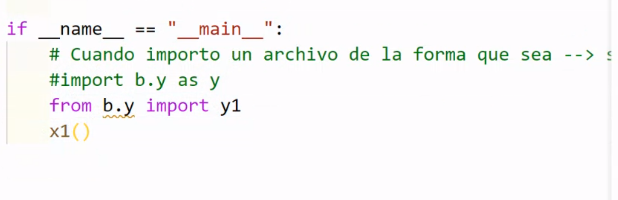 if __name__ == "__main__":
    # Cuando importo un archivo de la forma que sea --> s
    #import b.y as y
    from b.y import y1
    x1()